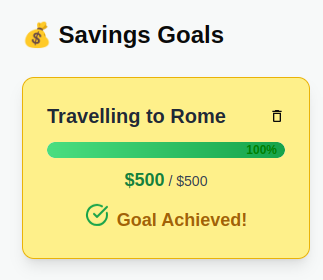 💰 Savings Goals
Travelling to Rome
100%
$500 / $500
Goal Achieved!